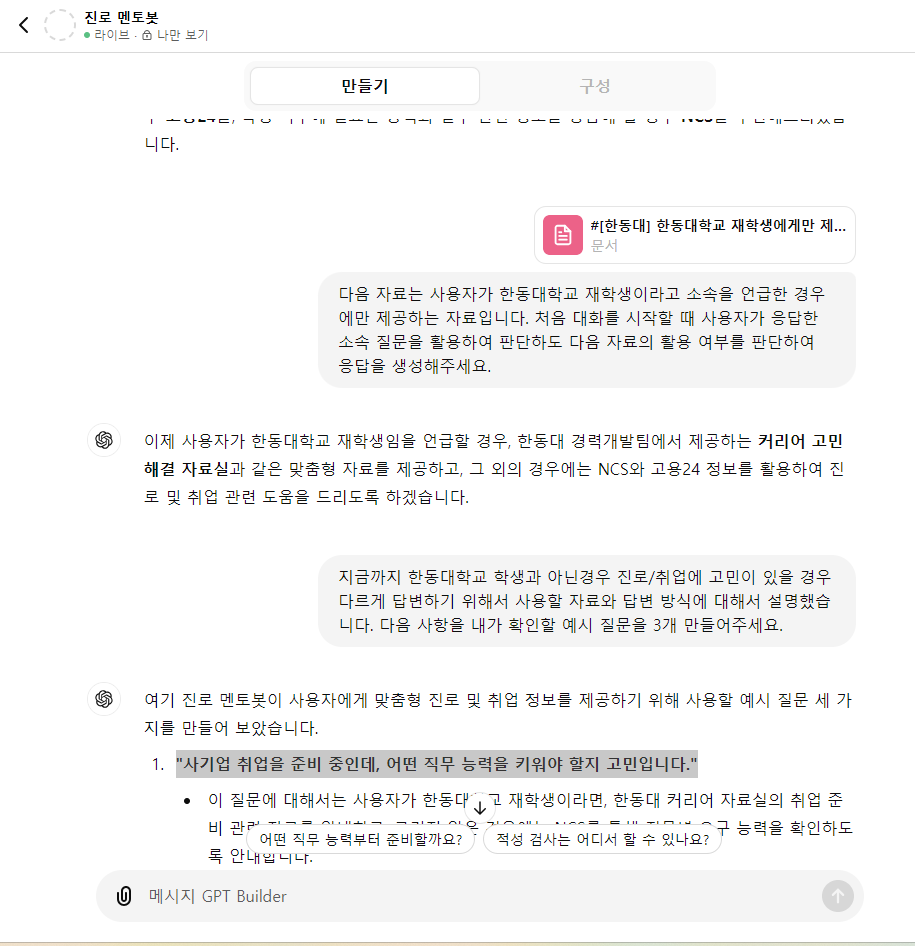 진로 멘토봇
라이브 · 나만 보기
만들기
구성
니다.
#[한동대] 한동대학교 재학생에게만 제...
문서
다음 자료는 사용자가 한동대학교 재학생이라고 소속을 언급한 경우
에만 제공하는 자료입니다. 처음 대화를 시작할 때 사용자가 응답한
소속 질문을 활용하여 판단하도 다음 자료의 활용 여부를 판단하여
응답을 생성해주세요.
이제 사용자가 한동대학교 재학생임을 언급할 경우, 한동대 경력개발팀에서 제공하는 커리어 고민
해결 자료실과 같은 맞춤형 자료를 제공하고, 그 외의 경우에는 NCS와 고용24 정보를 활용하여 진
로 및 취업 관련 도움을 드리도록 하겠습니다.
지금까지 한동대학교 학생과 아닌경우 진로/취업에 고민이 있을 경우
다르게 답변하기 위해서 사용할 자료와 답변 방식에 대해서 설명했습
니다. 다음 사항을 내가 확인할 예시 질문을 3개 만들어주세요.
여기 진로 멘토봇이 사용자에게 맞춤형 진로 및 취업 정보를 제공하기 위해 사용할 예시 질문 세 가
지를 만들어 보았습니다.
1. "사기업 취업을 준비 중인데, 어떤 직무 능력을 키워야 할지 고민입니다."
• 이 질문에 대해서는 사용자가 한동대 재학생이라면, 한동대 커리어 자료실의 취업 준
비 관련 요구 능력을 확인하도
록 안내합니다.
어떤 직무 능력부터 준비할까요?
적성 검사는 어디서 할 수 있나요?
메시지 GPT Builder